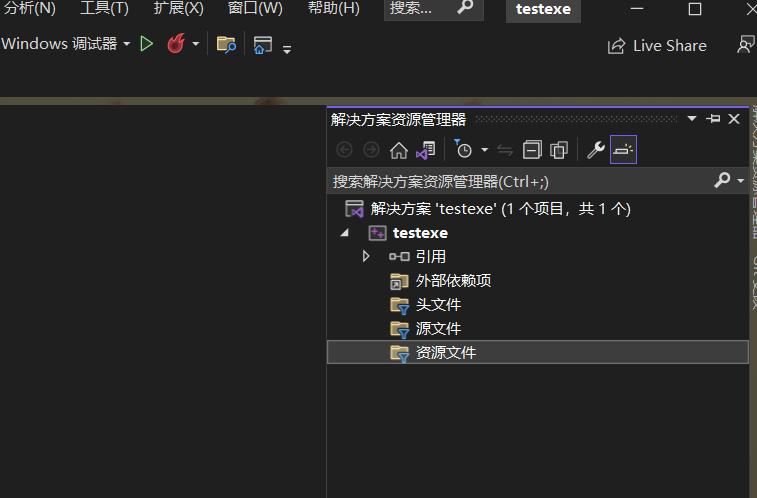 分析(N) 工具(T) 扩展(X) 窗口(W) 帮助(H) 搜索... testexe
Windows 调试器 Live Share
解决方案资源管理器
搜索解决方案资源管理器(Ctrl+;)
解决方案 'testexe' (1 个项目，共 1 个)
testexe
引用
外部依赖项
头文件
源文件
资源文件